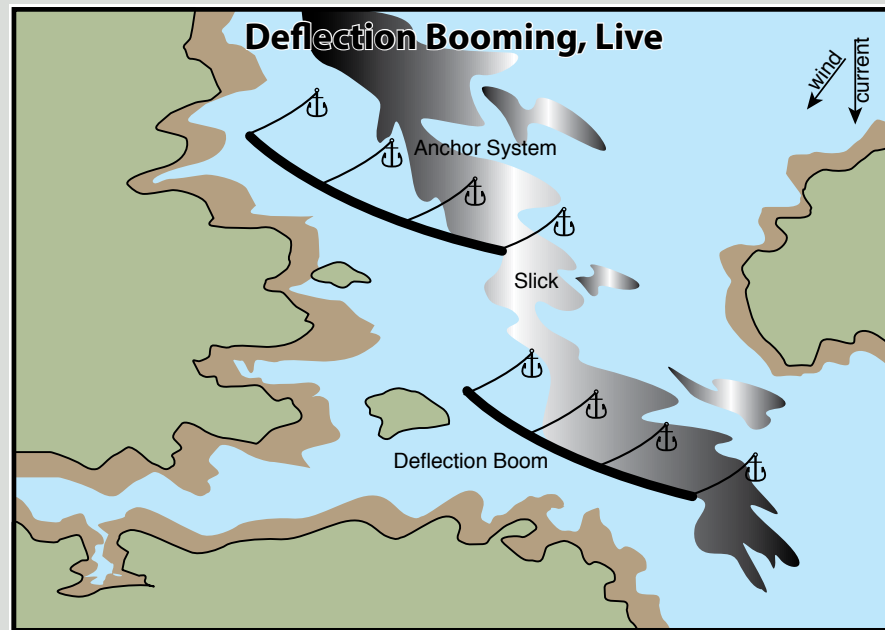 Deflection Booming, Live
wind
current
Anchor System
Slick
Deflection Boom